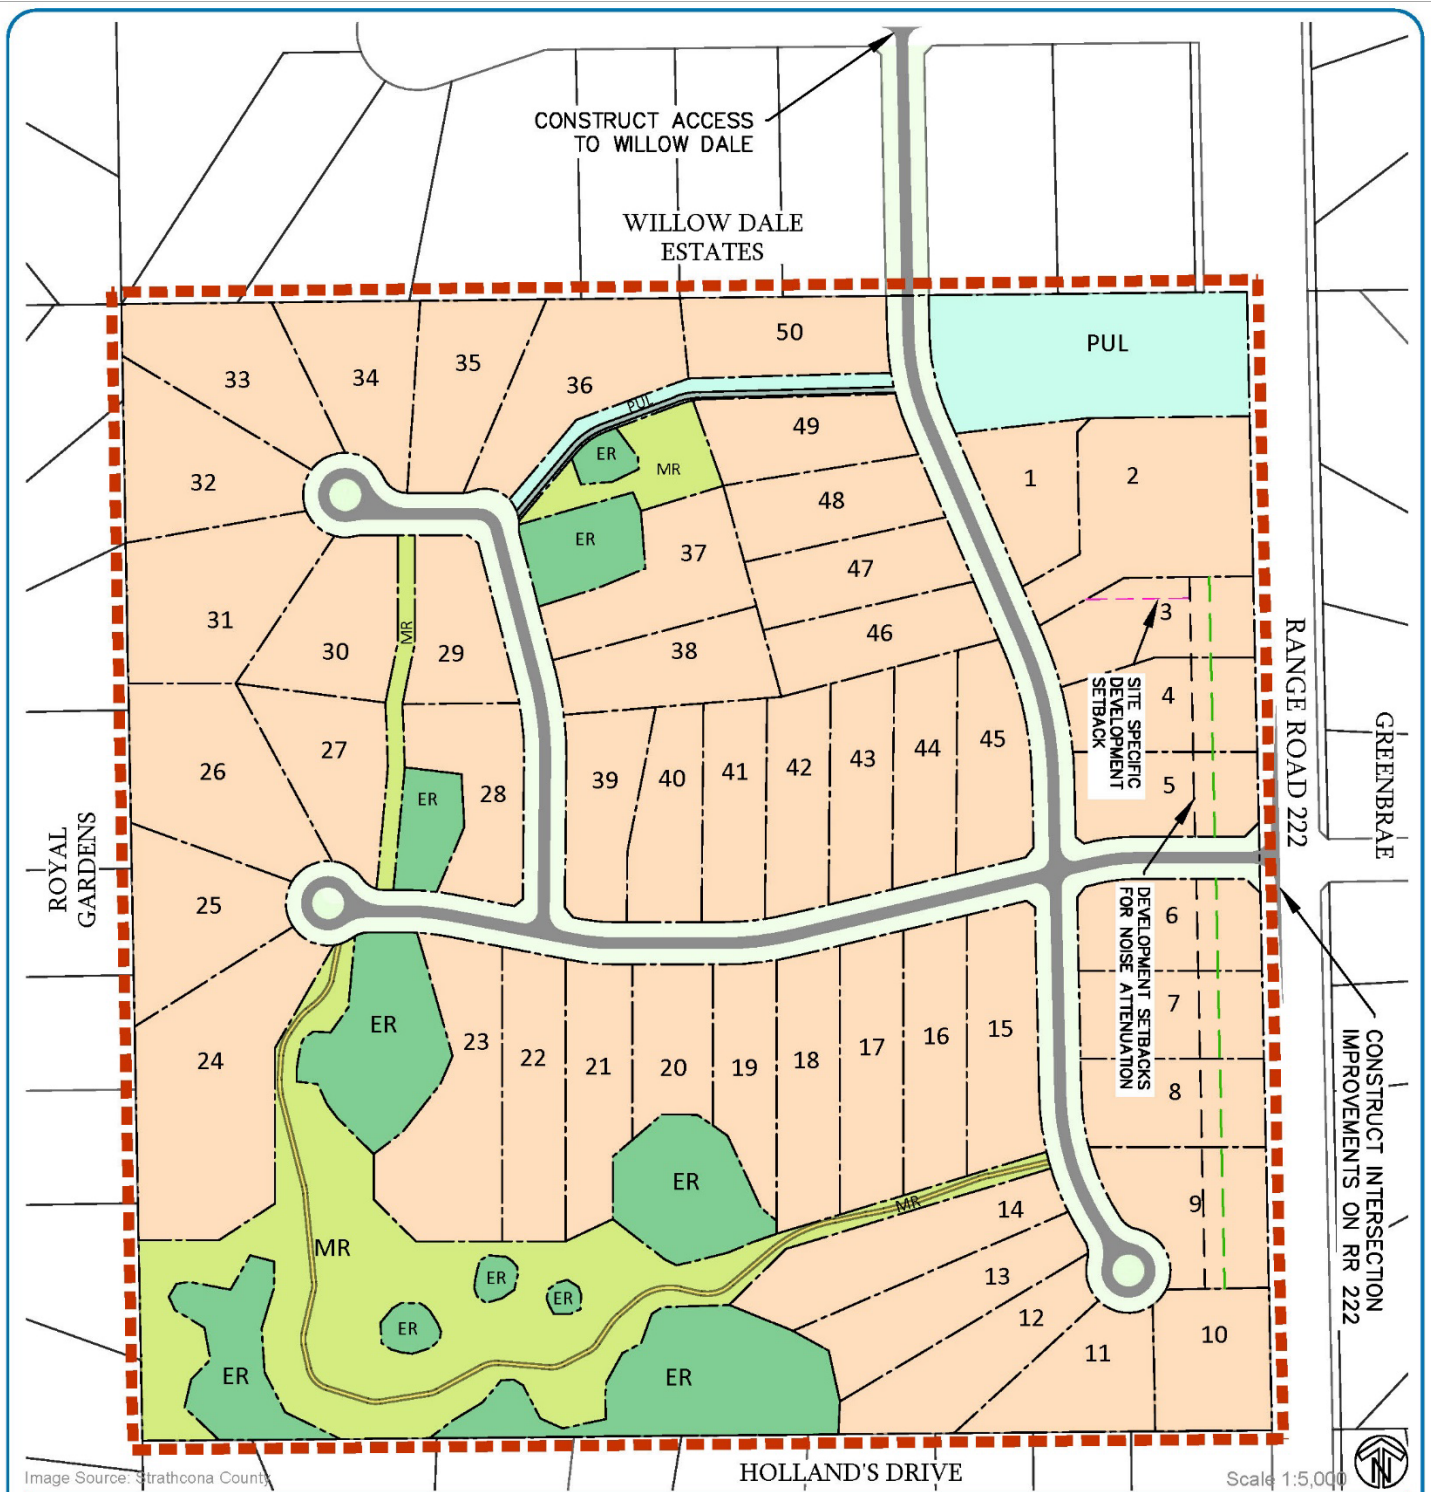 CONSTRUCT ACCESS
TO WILLOW DALE
WILLOW DALE
ESTATES
50
PUL
33
34
35
36
PUL
49
ER
MR
32
1
2
48
ER
37
47
31
MR
30
29
38
46
3
SITE SPECIFIC
DEVELOPMENT
SETBACK
4
RANGE ROAD 222
GREENBRAE
26
27
ER
28
39
40
41
42
43
44
45
5
ROYAL
GARDENS
25
6
DEVELOPMENT SETBACKS
FOR NOISE ATTENUATION
7
24
ER
23
22
21
20
19
18
17
16
15
8
CONSTRUCT INTERSECTION
IMPROVEMENTS ON RR 222
ER
MR
14
9
MR
ER
ER
13
ER
12
11
10
ER
ER
HOLLAND'S DRIVE
Image Source: Strathcona County
Scale 1:5,000
N